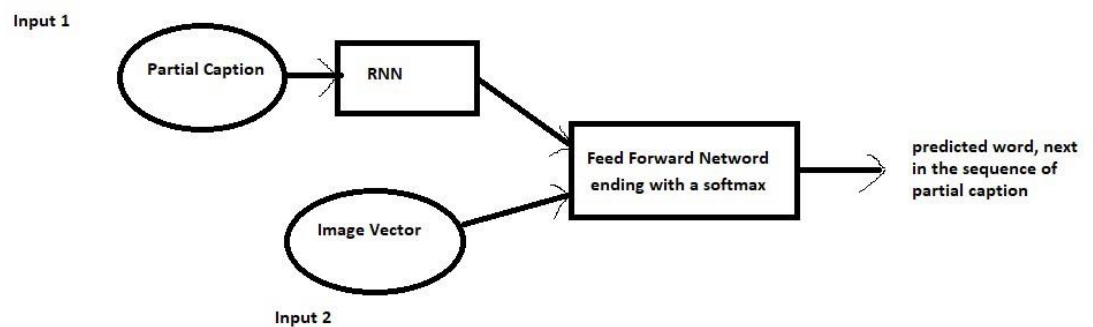 Input 1
Partial Caption
RNN
Feed Forward Netword
ending with a softmax
predicted word, next
in the sequence of
partial caption
Image Vector
Input 2